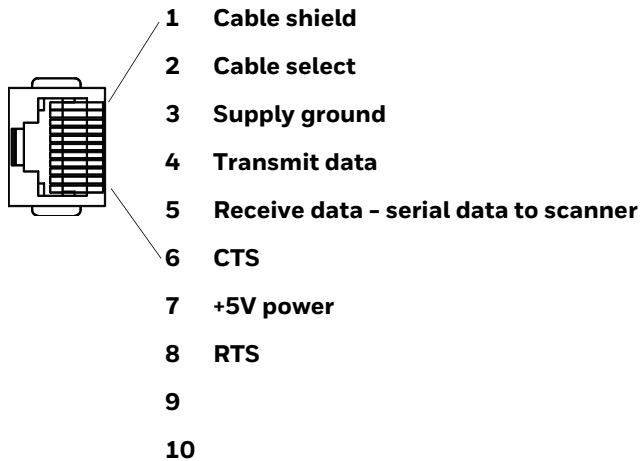 1 Cable shield
2 Cable select
3 Supply ground
4 Transmit data
5 Receive data - serial data to scanner
6 CTS
7 +5V power
8 RTS
9
10